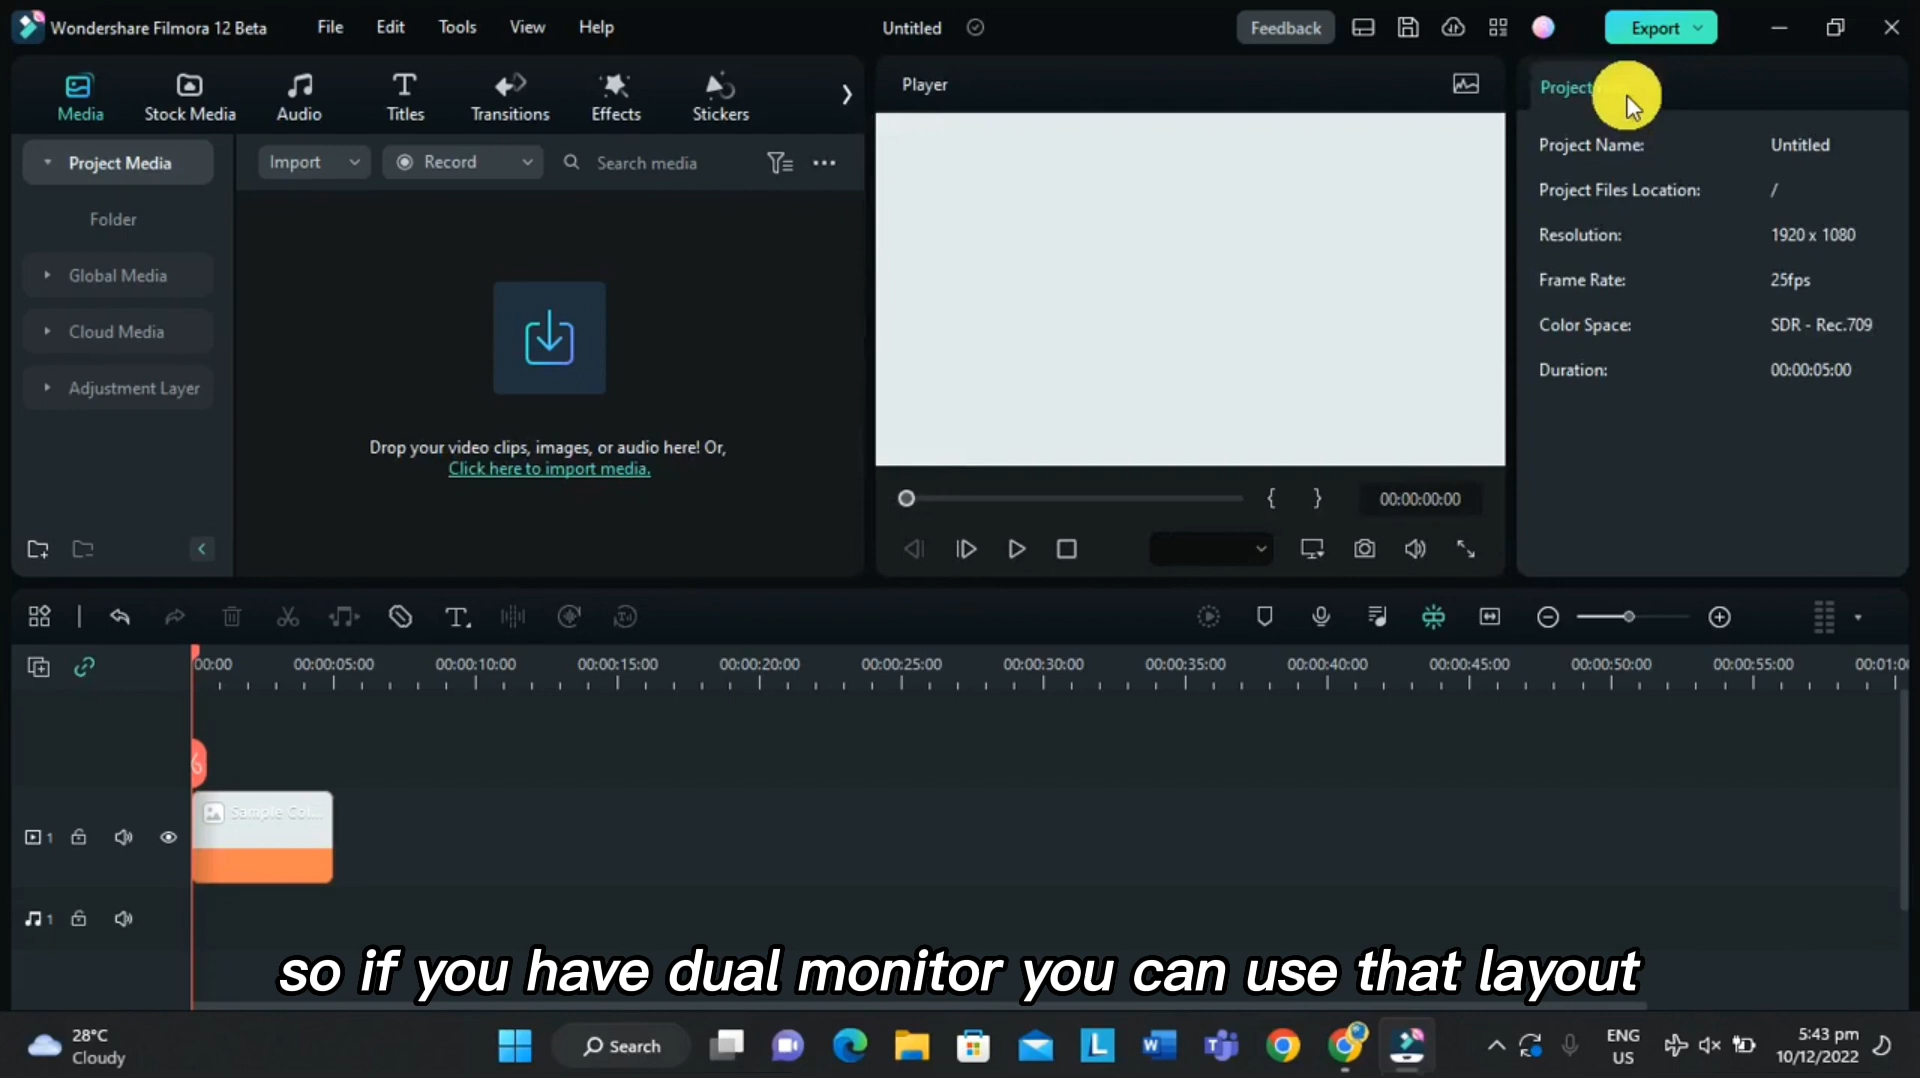 Wondershare Filmora 12 Beta
File
Edit
Tools
View
Help
Untitled
Feedback
Export
Media
Stock Media
Audio
Titles
Transitions
Effects
Stickers
Player
Project
Project Media
Import
Record
Search media
Folder
Global Media
Cloud Media
Adjustment Layer
Drop your video clips, images, or audio here! Or,
Click here to import media.
{ } 00:00:00:00
Project Name: Untitled
Project Files Location: /
Resolution: 1920 x 1080
Frame Rate: 25fps
Color Space: SDR - Rec.709
Duration: 00:00:05:00
00:00 00:00:05:00 00:00:10:00 00:00:15:00 00:00:20:00 00:00:25:00 00:00:30:00 00:00:35:00 00:00:40:00 00:00:45:00 00:00:50:00 00:00:55:00 00:01:0
Sample Col...
1
1
so if you have dual monitor you can use that layout
28°C
Cloudy
Search
ENG
US
5:43 pm
10/12/2022